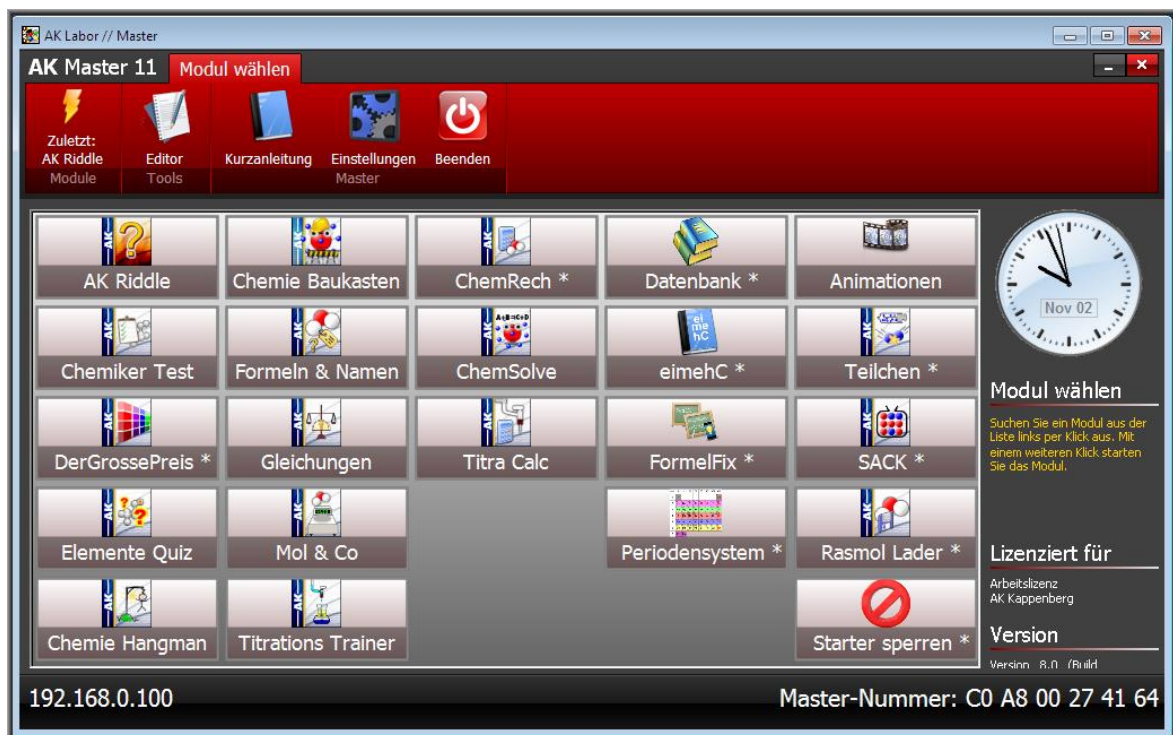 AK Labor // Master
AK Master 11 Modul wählen
Zuletzt:
AK Riddle Editor Kurzanleitung Einstellungen Beenden
Module Tools Master
AK Riddle Chemie Baukasten ChemRech * Datenbank * Animationen
Nov 02
Chemiker Test Formeln & Namen ChemSolve eimehC * Teilchen *
DerGrossePreis * Gleichungen Titra Calc FormelFix * SACK *
Elemente Quiz Mol & Co Periodensystem * Rasmol Lader *
Chemie Hangman Titrations Trainer Starter sperren *
Modul wählen
Suchen Sie ein Modul aus der
Liste links per Klick aus. Mit
einem weiteren Klick starten
Sie das Modul.
Lizenziert für
Arbeitslizenz
AK Kappenberg
Version
Version 8.0 (Build
192.168.0.100 Master-Nummer: C0 A8 00 27 41 64